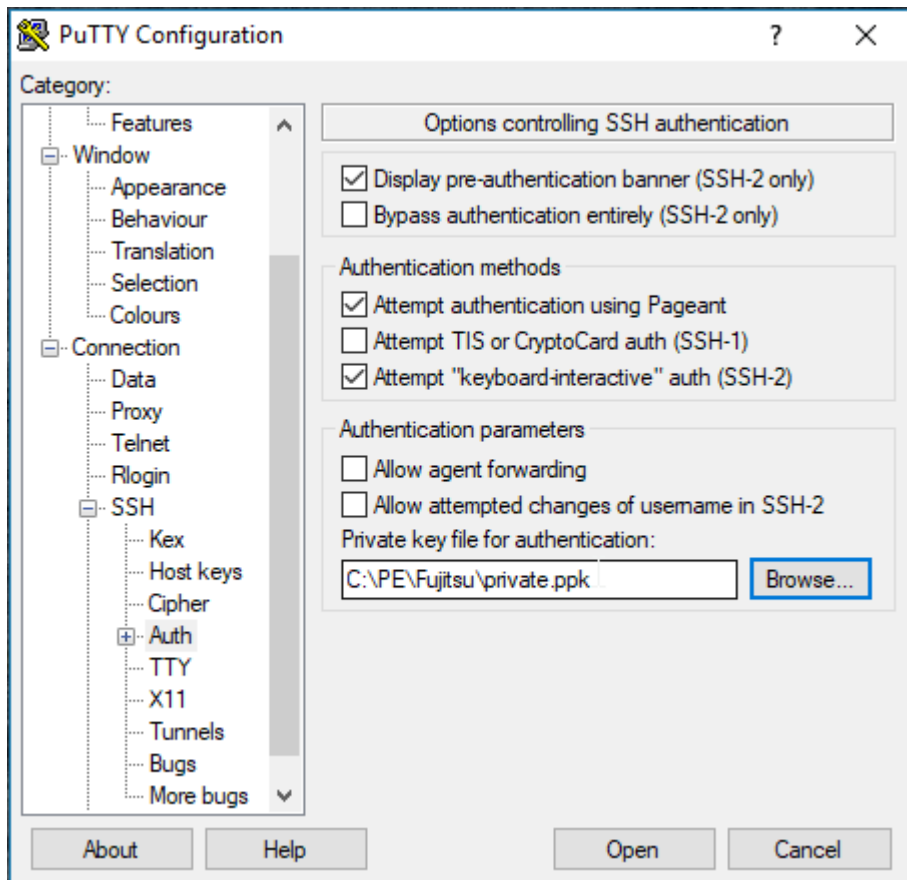 PuTTY Configuration
?
Category:
Features
Window
Appearance
Behaviour
Translation
Selection
Colours
Connection
Data
Proxy
Telnet
Rlogin
SSH
Kex
Host keys
Cipher
Auth
TTY
X11
Tunnels
Bugs
More bugs
Options controlling SSH authentication
Display pre-authentication banner (SSH-2 only)
Bypass authentication entirely (SSH-2 only)
Authentication methods
Attempt authentication using Pageant
Attempt TIS or CryptoCard auth (SSH-1)
Attempt "keyboard-interactive" auth (SSH-2)
Authentication parameters
Allow agent forwarding
Allow attempted changes of username in SSH-2
Private key file for authentication:
C:\PE\Fujitsu\private.ppk
Browse...
About
Help
Open
Cancel